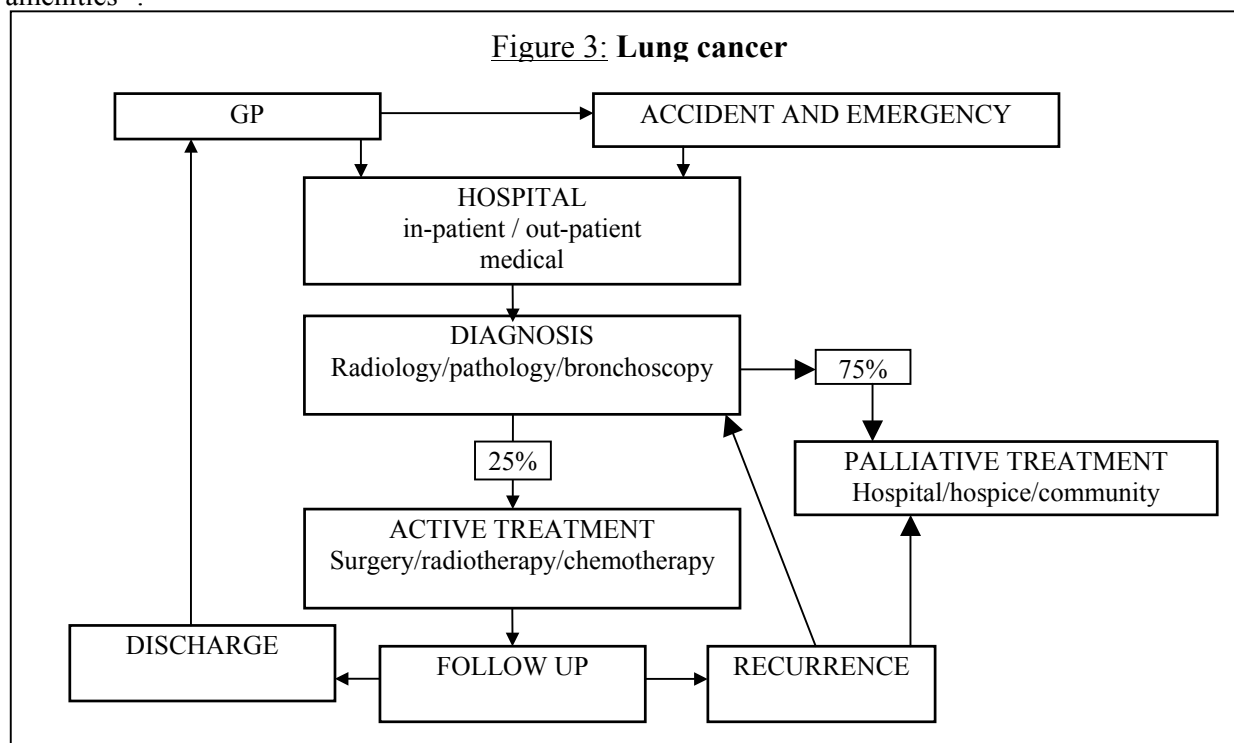 Figure 3: Lung cancer
GP
ACCIDENT AND EMERGENCY
HOSPITAL
in-patient / out-patient
medical
DIAGNOSIS
Radiology/pathology/bronchoscopy
75%
25%
PALLIATIVE TREATMENT
Hospital/hospice/community
ACTIVE TREATMENT
Surgery/radiotherapy/chemotherapy
DISCHARGE
FOLLOW UP
RECURRENCE